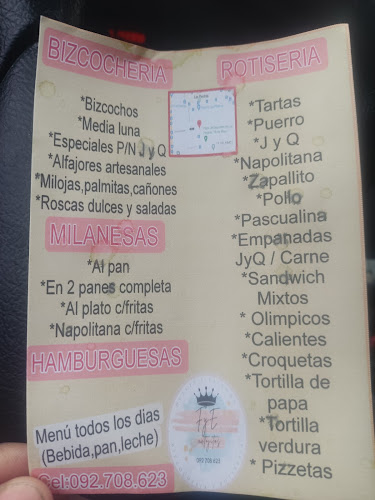 BIZCOCHERIA
*Bizcochos
*Media luna
*Especiales P/N J y Q
*Alfajores artesanales
*Milojas,palmitas,cañones
*Roscas dulces y saladas
MILANESAS
*Al pan
*En 2 panes completa
*Al plato c/fritas
*Napolitana c/fritas
HAMBURGUESAS
Menú todos los dias
(Bebida,pan,leche)
Cel:092.708.623
ROTISERIA
*Tartas
*Puerro
*J y Q
*Napolitana
*Zapallito
*Pollo
*Pascualina
*Empanadas
JyQ / Carne
*Sandwich
Mixtos
* Olimpicos
*Calientes
*Croquetas
*Tortilla de
papa
*Tortilla
verdura
* Pizzetas
F y E
092 708 623